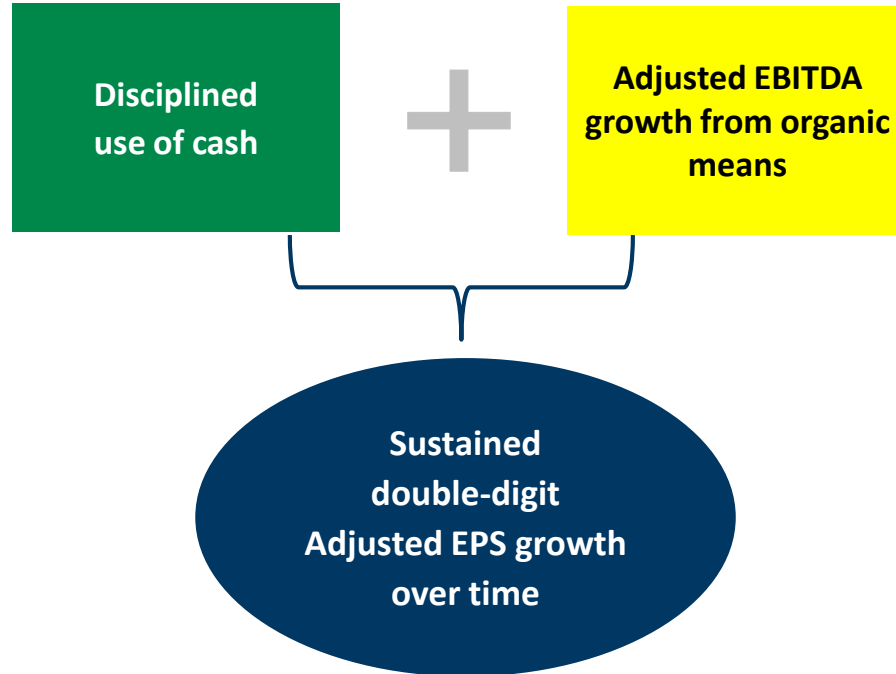 Disciplined
use of cash
Adjusted EBITDA
growth from organic
means
Sustained
double-digit
Adjusted EPS growth
over time